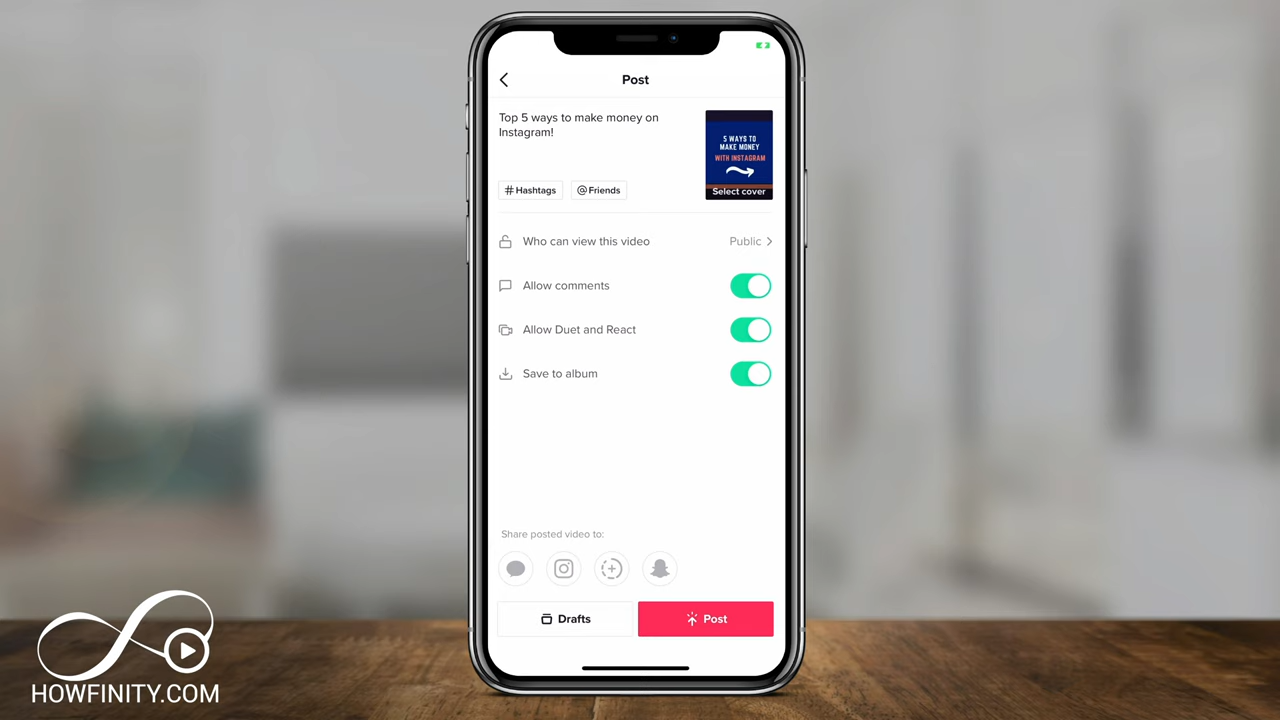 Post
Top 5 ways to make money on
Instagram!
5 WAYS TO
MAKE MONEY
WITH INSTAGRAM
Select cover
# Hashtags
@ Friends
Who can view this video
Public
Allow comments
Allow Duet and React
Save to album
Share posted video to:
Drafts
Post
HOWFINITY.COM